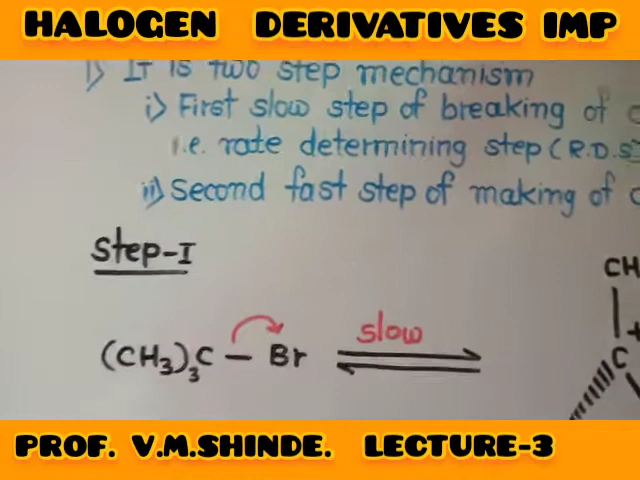 HALOGEN DERIVATIVES IMP
1) It is two step mechanism
i) First slow step of breaking of
i.e. rate determining step (R.D.S
ii) Second fast step of making of
Step-I
(CH₃)₃C – Br ⇌ slow
CH
+
C
PROF. V.M.SHINDE. LECTURE-3